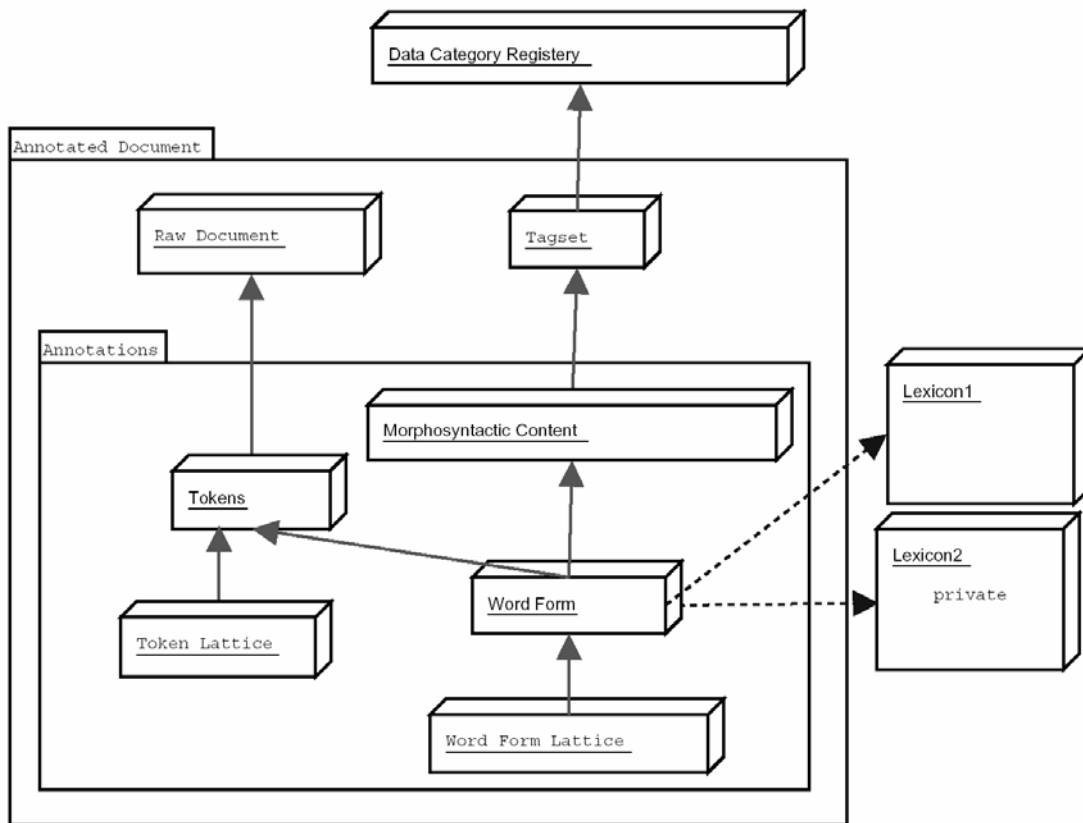 Data Category Registery
Annotated Document
Raw Document
Tagset
Annotations
Morphosyntactic Content
Lexicon1
Tokens
Lexicon2
private
Word Form
Token Lattice
Word Form Lattice